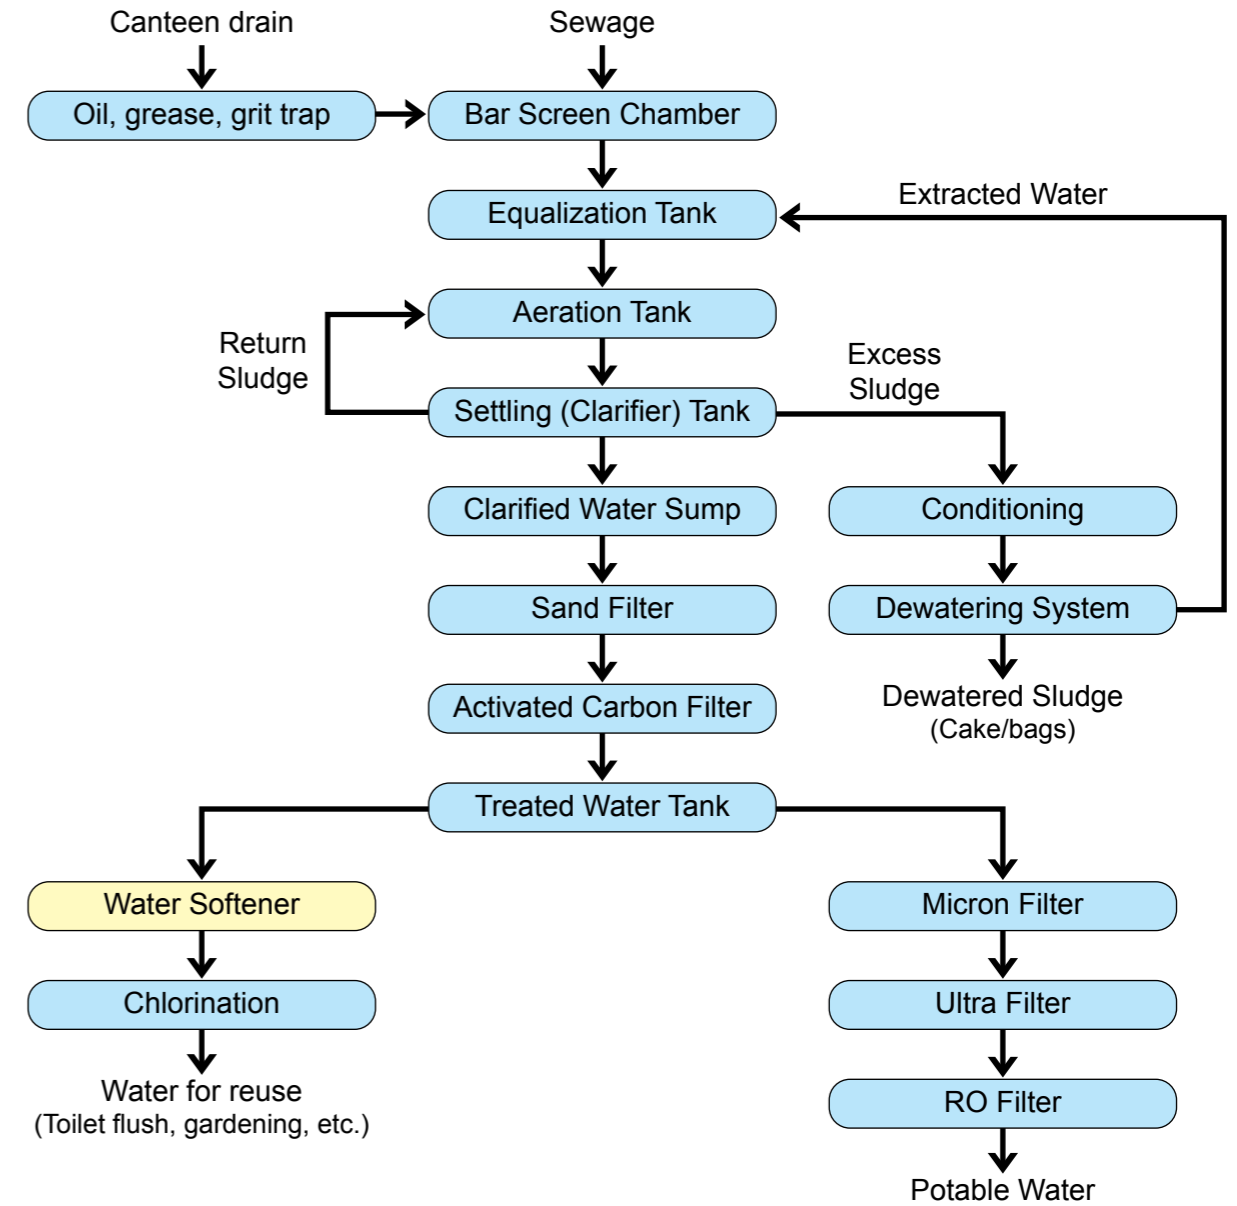 Canteen drain
Sewage
Oil, grease, grit trap
Bar Screen Chamber
Extracted Water
Equalization Tank
Aeration Tank
Return
Sludge
Excess
Sludge
Settling (Clarifier) Tank
Clarified Water Sump
Conditioning
Sand Filter
Dewatering System
Activated Carbon Filter
Dewatered Sludge
(Cake/bags)
Treated Water Tank
Water Softener
Micron Filter
Chlorination
Ultra Filter
Water for reuse
(Toilet flush, gardening, etc.)
RO Filter
Potable Water